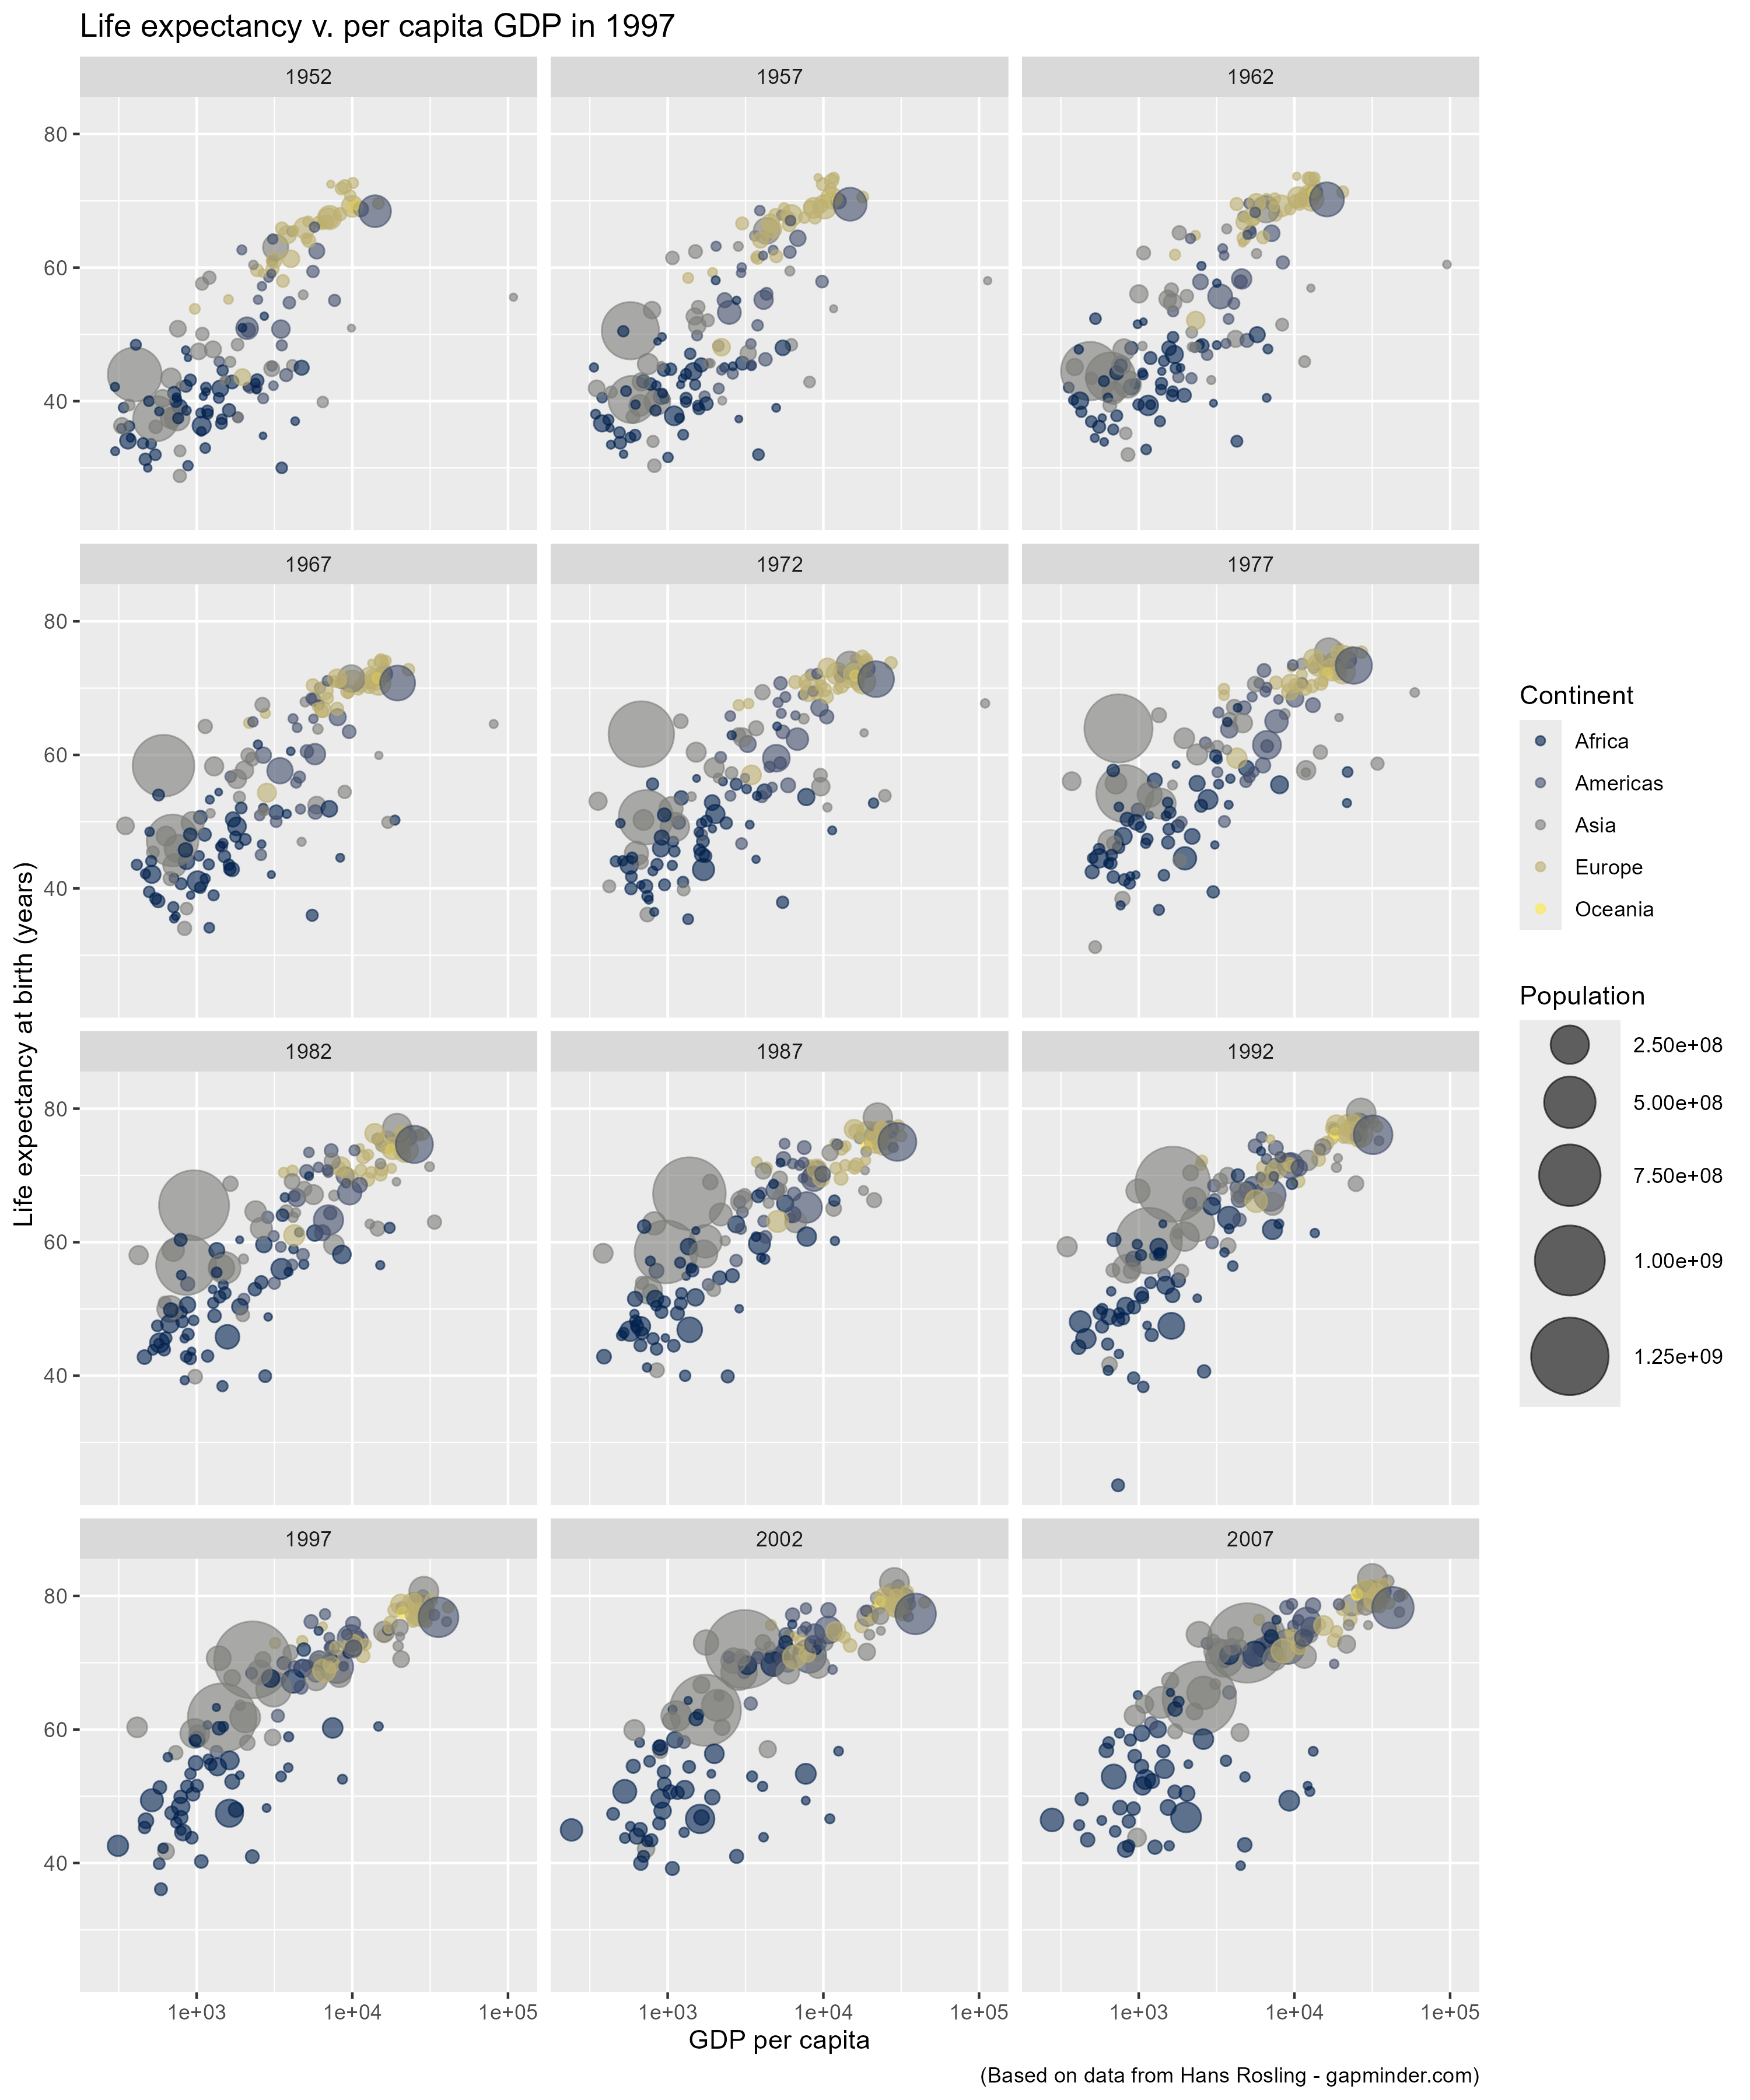 Life expectancy v. per capita GDP in 1997
1952 1957 1962
80
60
40
1967 1972 1977
80
60
40
1982 1987 1992
80
60
40
1997 2002 2007
80
60
40
1e+03 1e+04 1e+05 1e+03 1e+04 1e+05 1e+03 1e+04 1e+05
GDP per capita
Life expectancy at birth (years)
(Based on data from Hans Rosling - gapminder.com)
Continent
Africa
Americas
Asia
Europe
Oceania
Population
2.50e+08
5.00e+08
7.50e+08
1.00e+09
1.25e+09